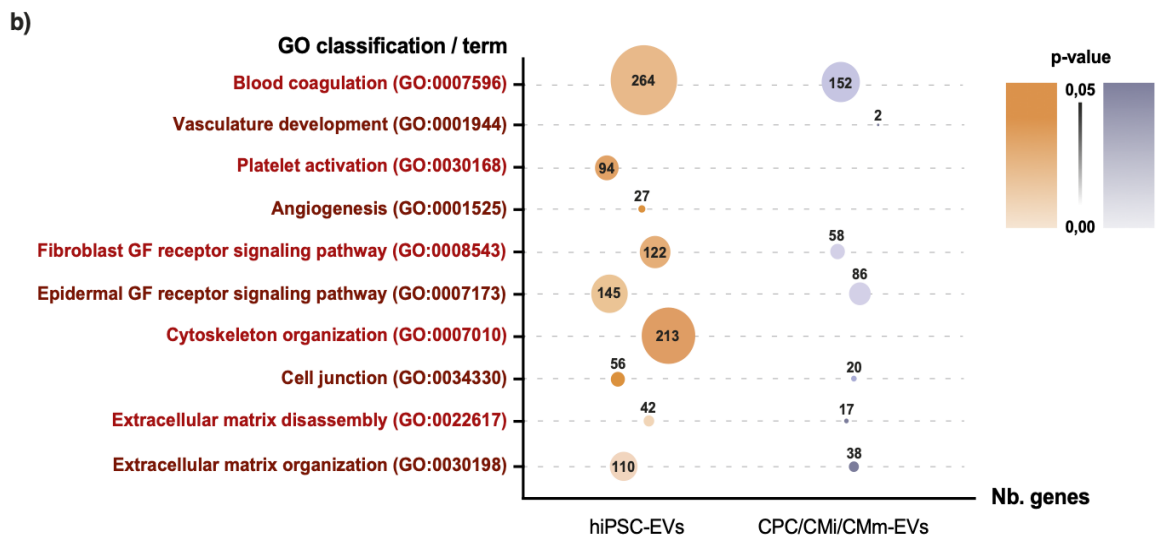 b)
GO classification / term
Blood coagulation (GO:0007596)
264
152
Vasculature development (GO:0001944)
2
Platelet activation (GO:0030168)
94
Angiogenesis (GO:0001525)
27
Fibroblast GF receptor signaling pathway (GO:0008543)
122
58
Epidermal GF receptor signaling pathway (GO:0007173)
145
86
Cytoskeleton organization (GO:0007010)
213
Cell junction (GO:0034330)
56
20
Extracellular matrix disassembly (GO:0022617)
42
17
Extracellular matrix organization (GO:0030198)
110
38
Nb. genes
hiPSC-EVs
CPC/CMi/CMm-EVs
p-value
0,05
0,00